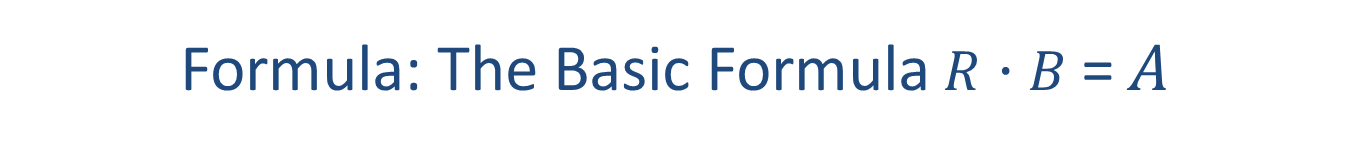 Formula: The Basic Formula R · B = A